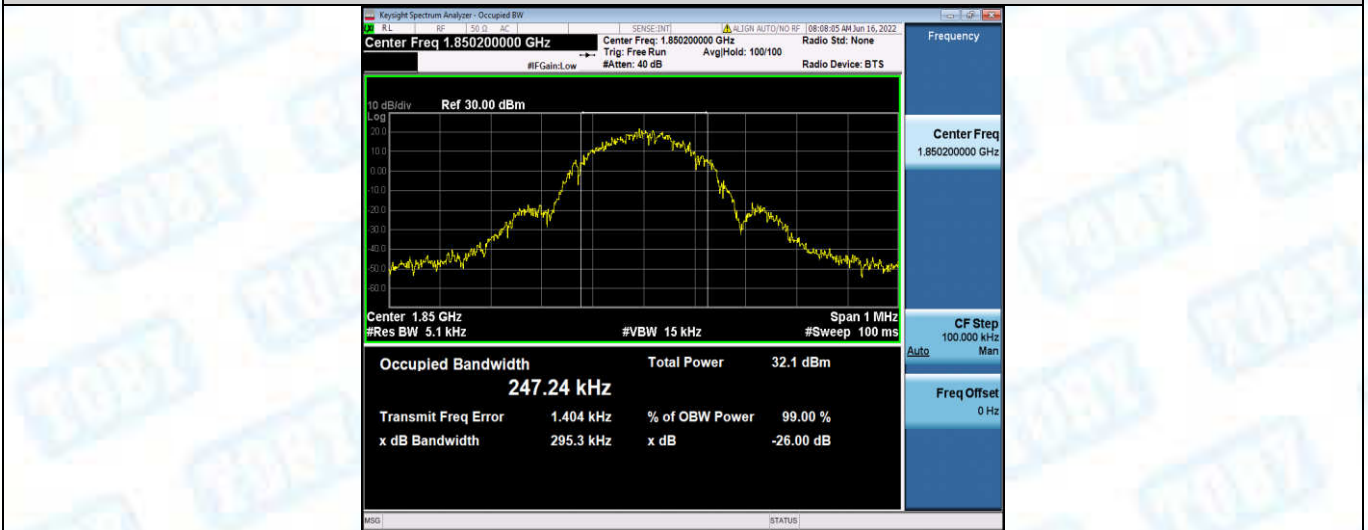 Keysight Spectrum Analyzer - Occupied BW
RL RF 50 Ω AC SENSE:INT ALIGN AUTO/NO RF 08:08:05 AM Jun 16, 2022
Center Freq 1.850200000 GHz
Center Freq: 1.850200000 GHz Radio Std: None
Trig: Free Run Avg|Hold: 100/100
#IFGain:Low #Atten: 40 dB Radio Device: BTS
Frequency
10 dB/div Ref 30.00 dBm
Log
20.0
10.0
0.00
-10.0
-20.0
-30.0
-40.0
-50.0
-60.0
Center 1.85 GHz Span 1 MHz
#Res BW 5.1 kHz #VBW 15 kHz #Sweep 100 ms
Center Freq
1.850200000 GHz
CF Step
100.000 kHz
Auto Man
Freq Offset
0 Hz
Occupied Bandwidth Total Power 32.1 dBm
247.24 kHz
Transmit Freq Error 1.404 kHz % of OBW Power 99.00 %
x dB Bandwidth 295.3 kHz x dB -26.00 dB
MSG STATUS
TOBY
TOBY
TOBY
TOBY